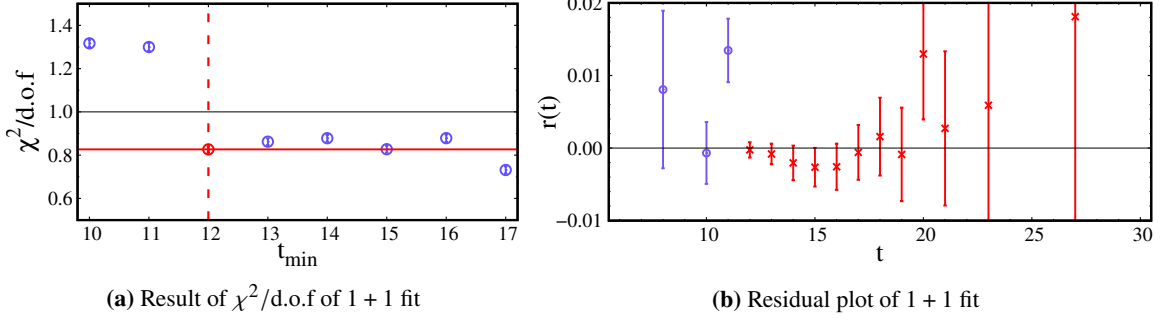 χ²/d.o.f
1.4
1.2
1.0
0.8
0.6
10 11 12 13 14 15 16 17
t_min
(a) Result of χ²/d.o.f of 1 + 1 fit
r(t)
0.02
0.01
0.00
−0.01
10 15 20 25 30
t
(b) Residual plot of 1 + 1 fit